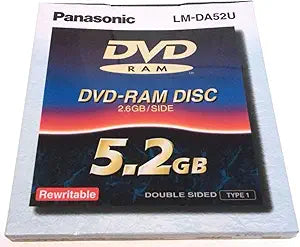 Panasonic LM-DA52U
DVD
RAM
DVD-RAM DISC
2.6GB/SIDE
5.2GB
Rewritable DOUBLE SIDED TYPE 1